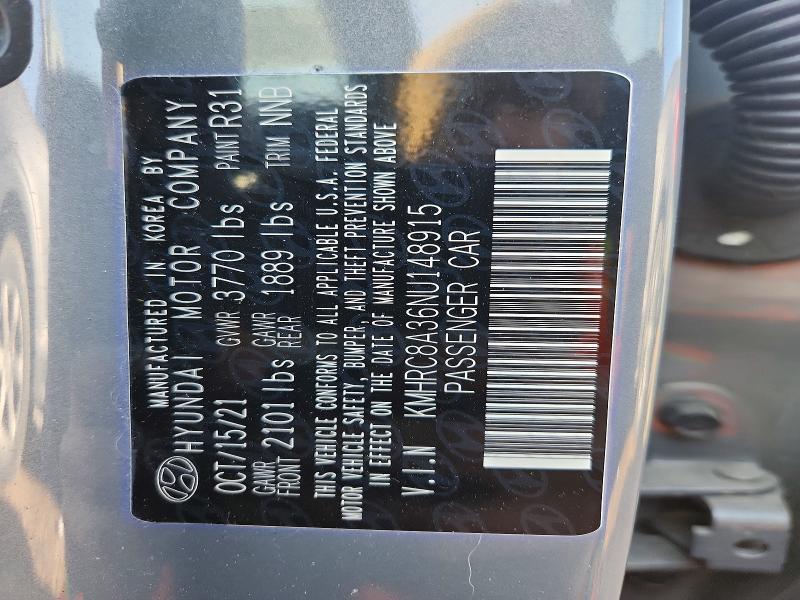 MANUFACTURED IN KOREA BY
HYUNDAI MOTOR COMPANY
OCT/15/21 GVWR 3770 lbs PAINT R31
GAWR FRONT 2101 lbs GAWR REAR 1889 lbs TRIM NNB
THIS VEHICLE CONFORMS TO ALL APPLICABLE U.S.A. FEDERAL
MOTOR VEHICLE SAFETY, BUMPER, AND THEFT PREVENTION STANDARDS
IN EFFECT ON THE DATE OF MANUFACTURE SHOWN ABOVE
V.I.N KMHRC8A36NU148915
PASSENGER CAR